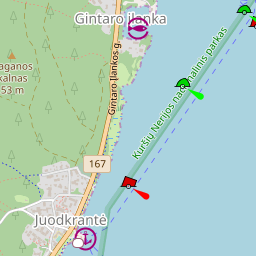 Gintaro įlanka
Gintaro Įlankos g.
aganos
kalnas
53 m
Kuršių Nerijos nacionalinis parkas
167
Juodkrantė